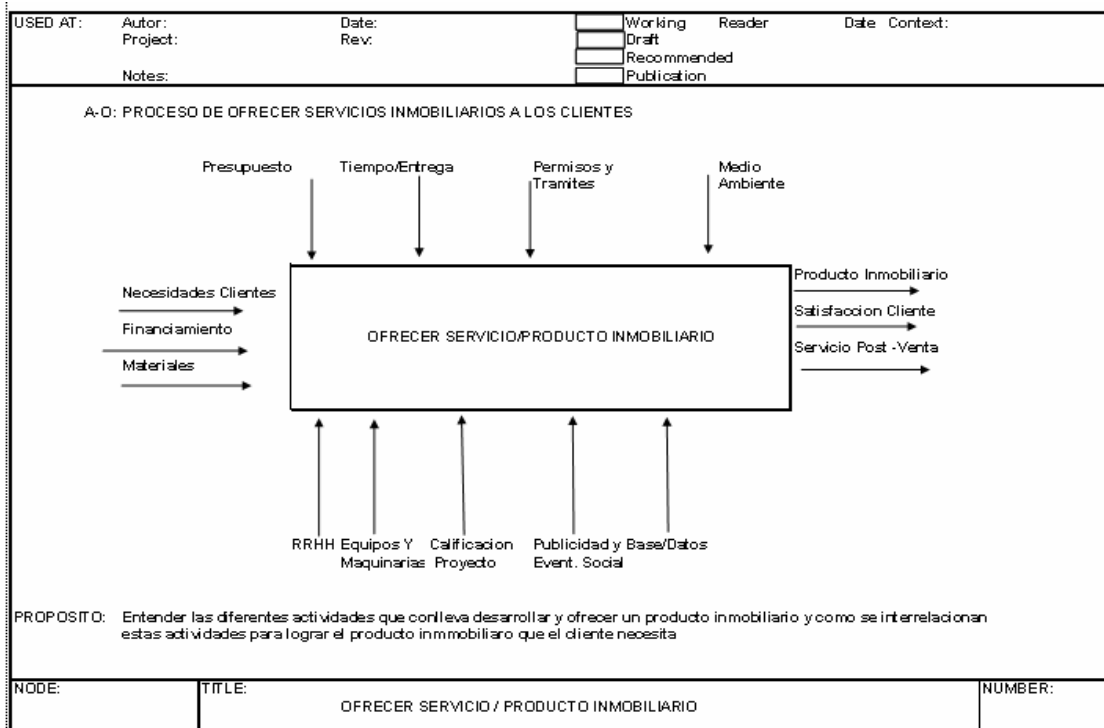 USED AT: Autor: Date: Working Reader Date Context:
Project: Rev: Draft
Recommended
Notes: Publication
A-O: PROCESO DE OFRECER SERVICIOS INMOBILIARIOS A LOS CLIENTES
Presupuesto Tiempo/Entrega Permisos y Medio
Tramites Ambiente
Producto Inmobiliario
Necesidades Clientes
Satisfaccion Cliente
Financiamiento
OFRECER SERVICIO/PRODUCTO INMOBILIARIO
Servicio Post -Venta
Materiales
RRHH Equipos Y Calificacion Publicidad y Base/Datos
Maquinarias Proyecto Event. Social
PROPOSITO: Entender las diferentes actividades que conlleva desarrollar y ofrecer un producto inmobiliario y como se interrelacionan
estas actividades para lograr el producto inmmobiliaro que el cliente necesita
NODE: TITLE: NUMBER:
OFRECER SERVICIO / PRODUCTO INMOBILIARIO